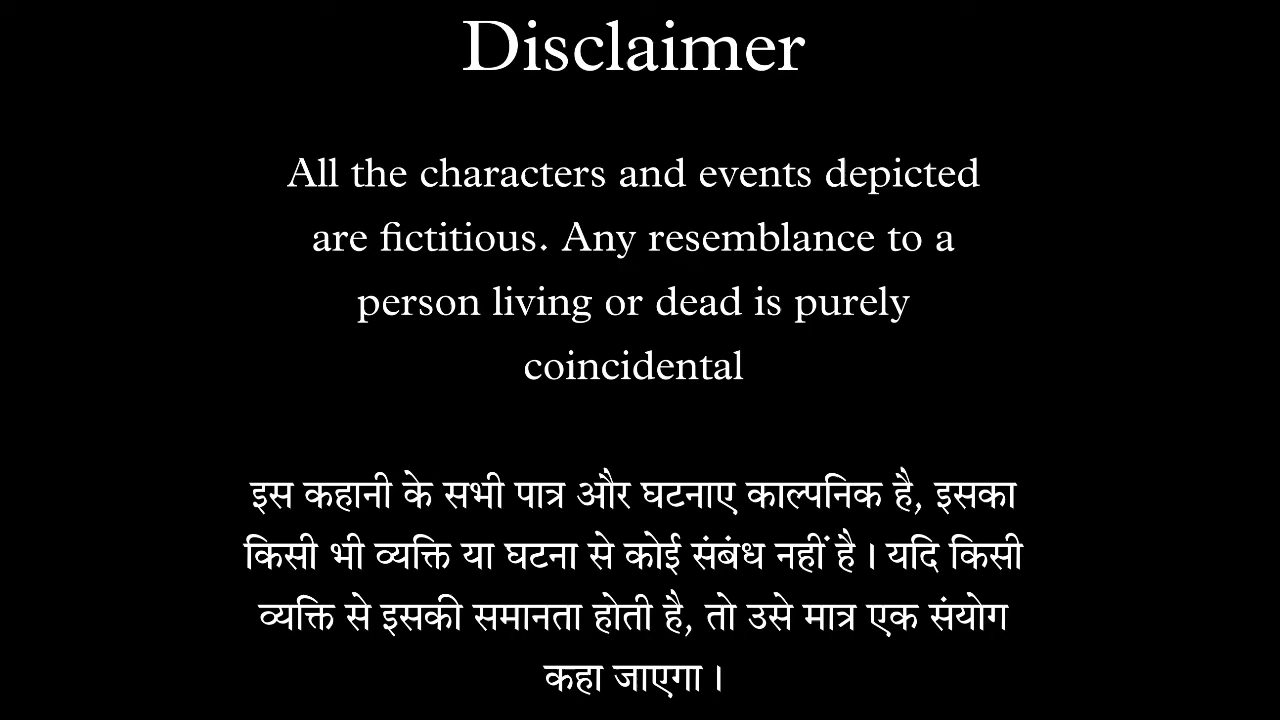 Disclaimer
All the characters and events depicted
are fictitious. Any resemblance to a
person living or dead is purely
coincidental
इस कहानी के सभी पात्र और घटनाए काल्पनिक है, इसका
किसी भी व्यक्ति या घटना से कोई संबंध नहीं है । यदि किसी
व्यक्ति से इसकी समानता होती है, तो उसे मात्र एक संयोग
कहा जाएगा ।